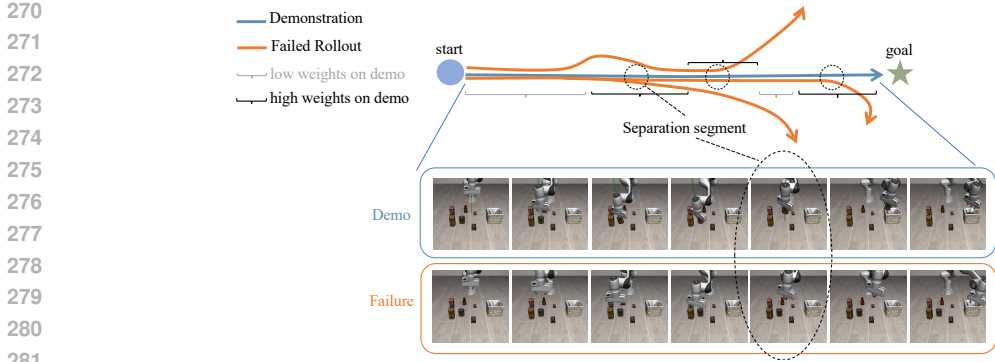 270
271
272
273
274
275
276
277
278
279
280
281
Demonstration
Failed Rollout
low weights on demo
high weights on demo
start
goal
Separation segment
Demo
Failure